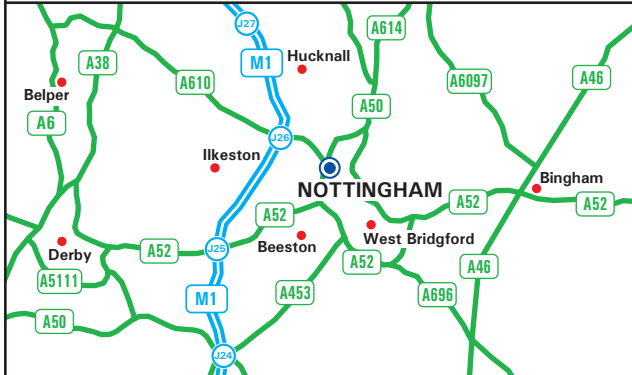 J27
A614
A38
M1
Hucknall
A610
A6097
A46
Belper
A50
A6
J26
Ilkeston
Bingham
NOTTINGHAM
A52
A52
A52
Derby
A52
J25
Beeston
West Bridgford
A52
A46
A5111
M1
A453
A696
A50
J24